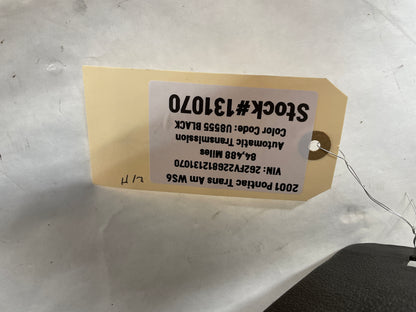 2001 Pontiac Trans Am WS6
VIN: 2G2FV22G812131070
84,488 Miles
Automatic Transmission
Color Code: U8555 BLACK
Stock#131070